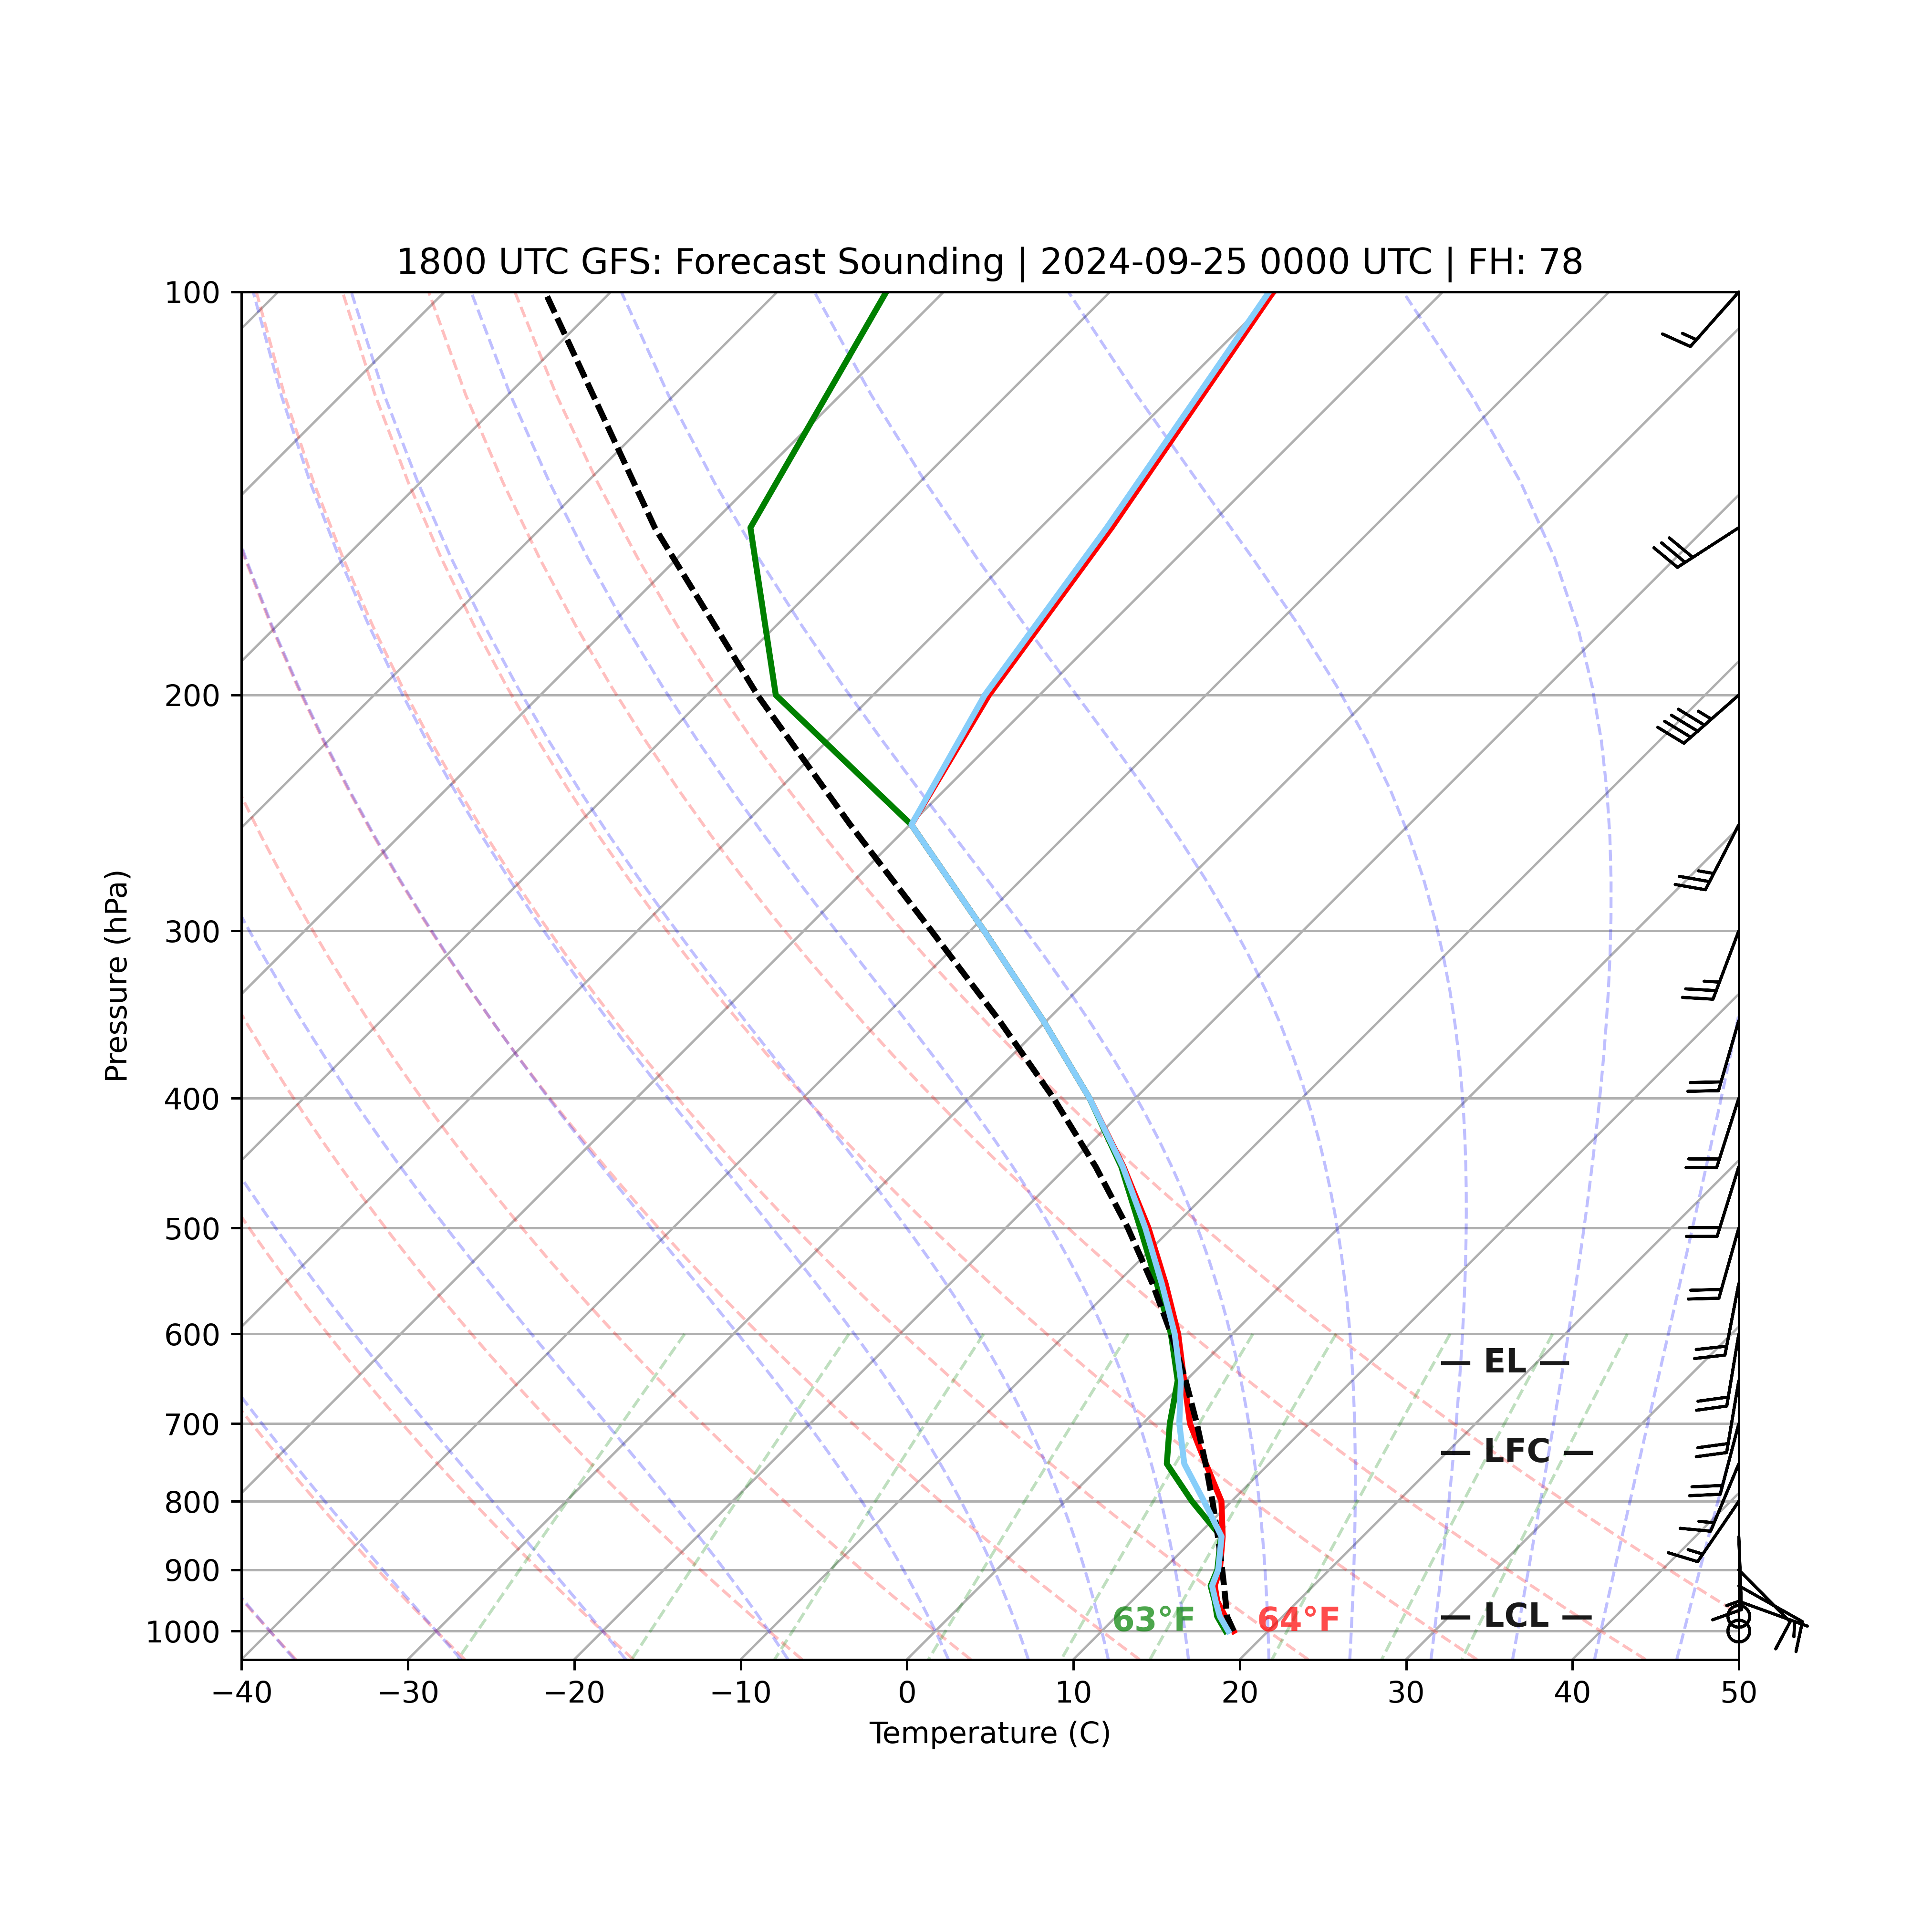 1800 UTC GFS: Forecast Sounding | 2024-09-25 0000 UTC | FH: 78
100
200
300
400
500
600
700
800
900
1000
Pressure (hPa)
— EL —
— LFC —
— LCL —
63°F
64°F
−40 −30 −20 −10 0 10 20 30 40 50
Temperature (C)